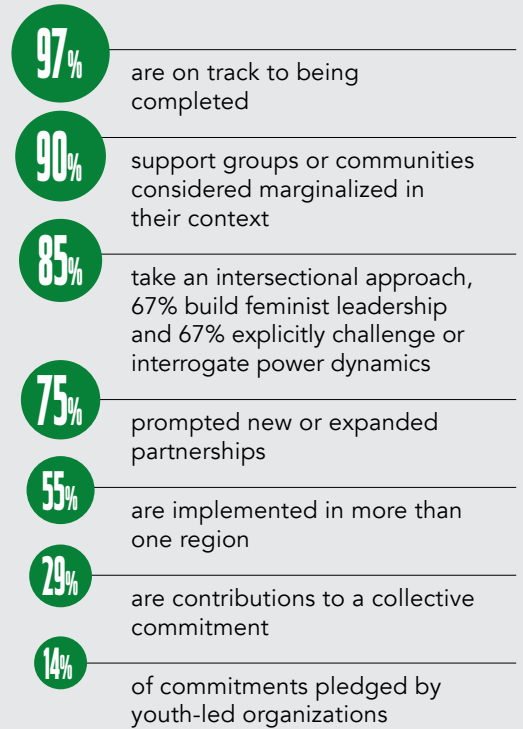 97%
are on track to being
completed
90%
support groups or communities
considered marginalized in
their context
85%
take an intersectional approach,
67% build feminist leadership
and 67% explicitly challenge or
interrogate power dynamics
75%
prompted new or expanded
partnerships
55%
are implemented in more than
one region
29%
are contributions to a collective
commitment
14%
of commitments pledged by
youth-led organizations